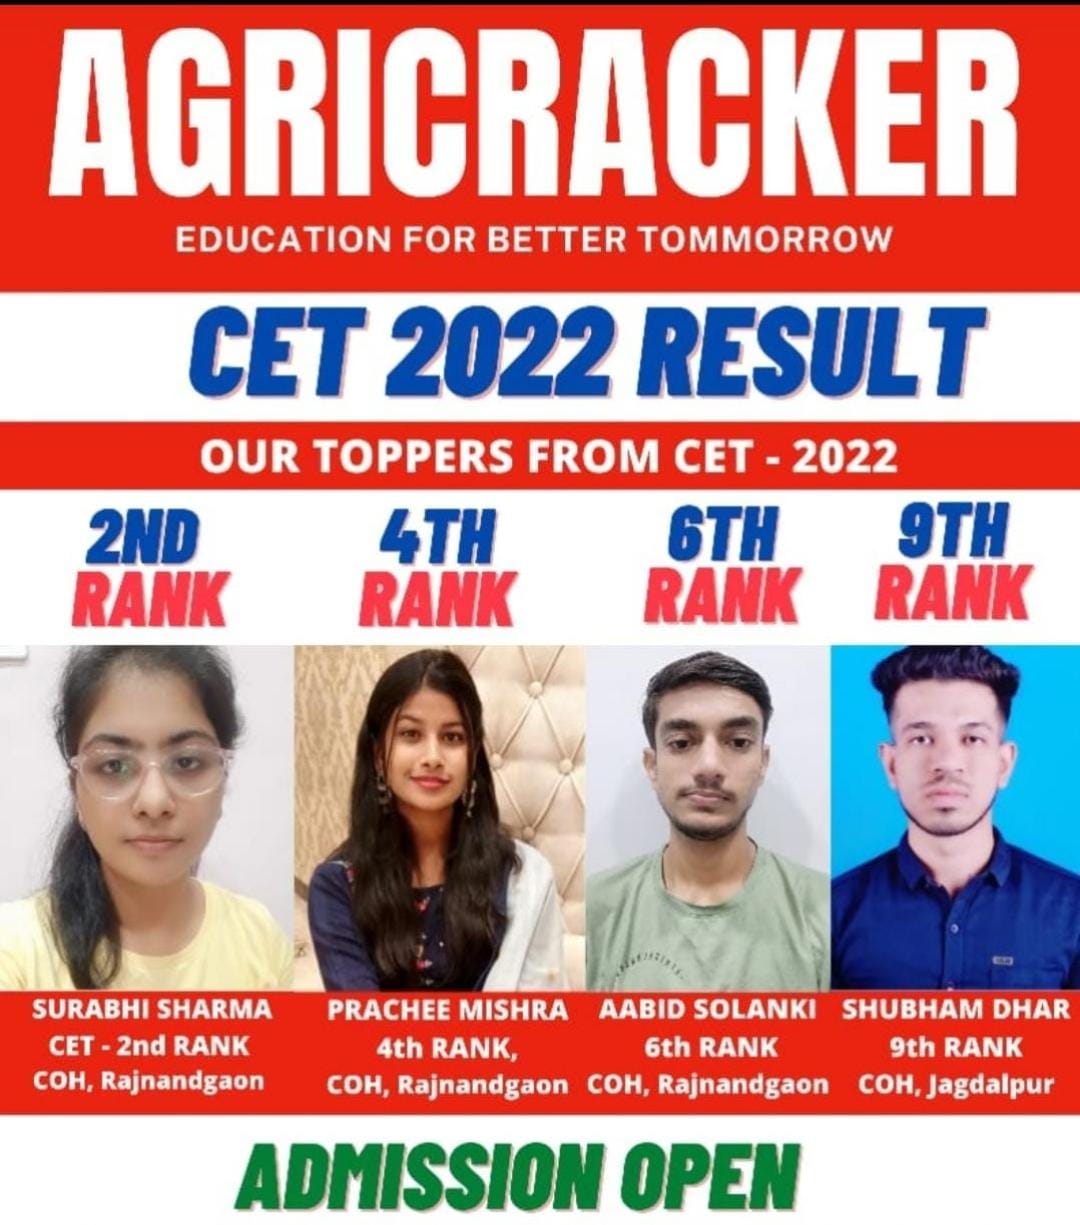 AGRICRACKER
EDUCATION FOR BETTER TOMMORROW
CET 2022 RESULT
OUR TOPPERS FROM CET - 2022
2ND
RANK
4TH
RANK
6TH
RANK
9TH
RANK
SURABHI SHARMA
CET - 2nd RANK
COH, Rajnandgaon
PRACHEE MISHRA
4th RANK,
COH, Rajnandgaon
AABID SOLANKI
6th RANK
COH, Rajnandgaon
SHUBHAM DHAR
9th RANK
COH, Jagdalpur
ADMISSION OPEN